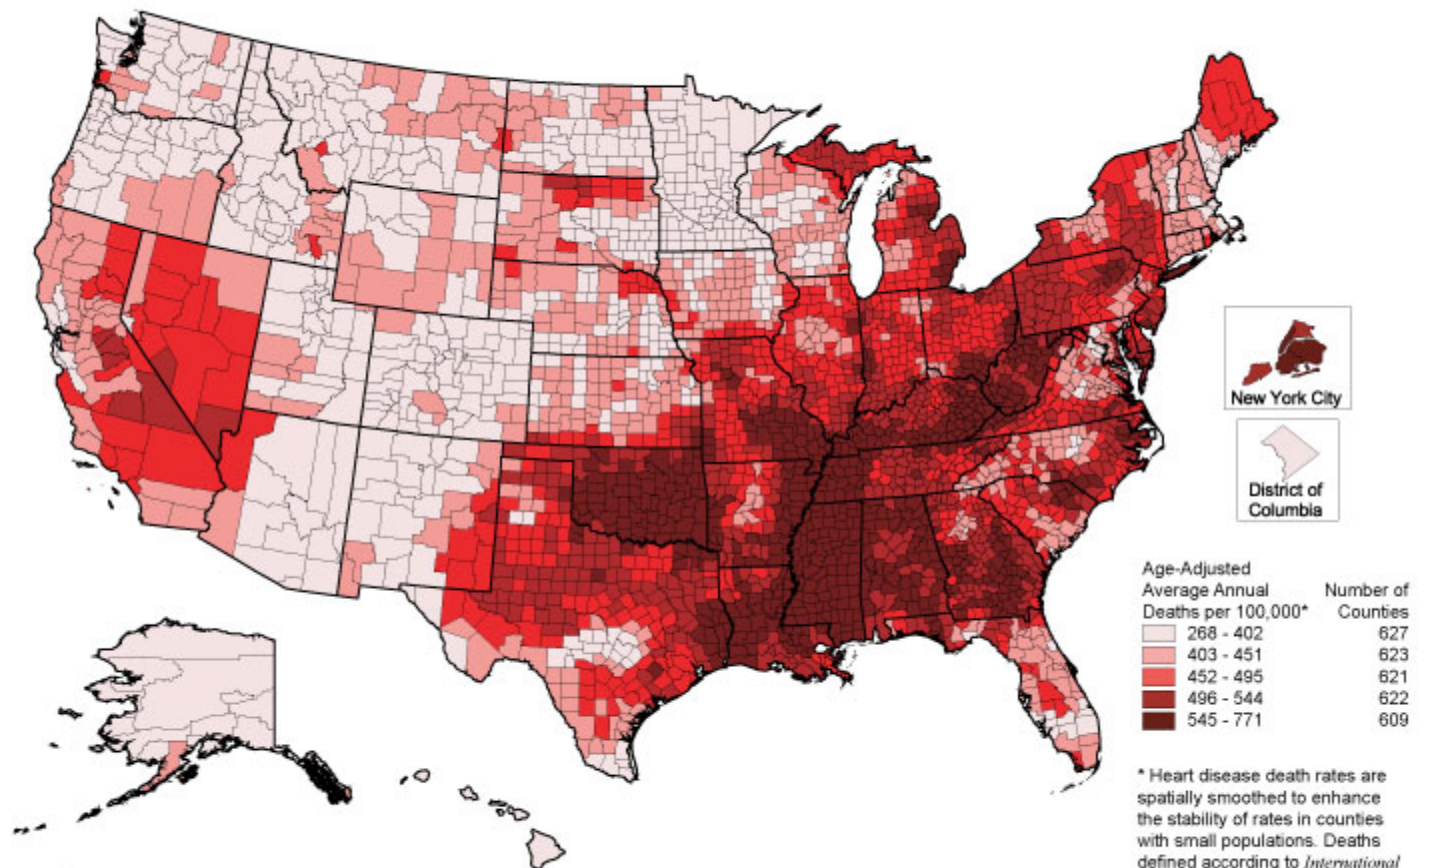 New York City
District of
Columbia
Age-Adjusted
Average Annual Number of
Deaths per 100,000* Counties
268 - 402 627
403 - 451 623
452 - 495 621
496 - 544 622
545 - 771 609
* Heart disease death rates are
spatially smoothed to enhance
the stability of rates in counties
with small populations. Deaths
defined according to International